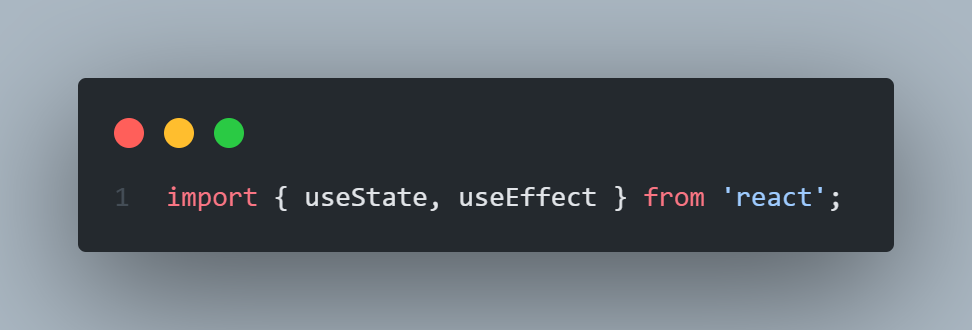 1 import { useState, useEffect } from 'react';